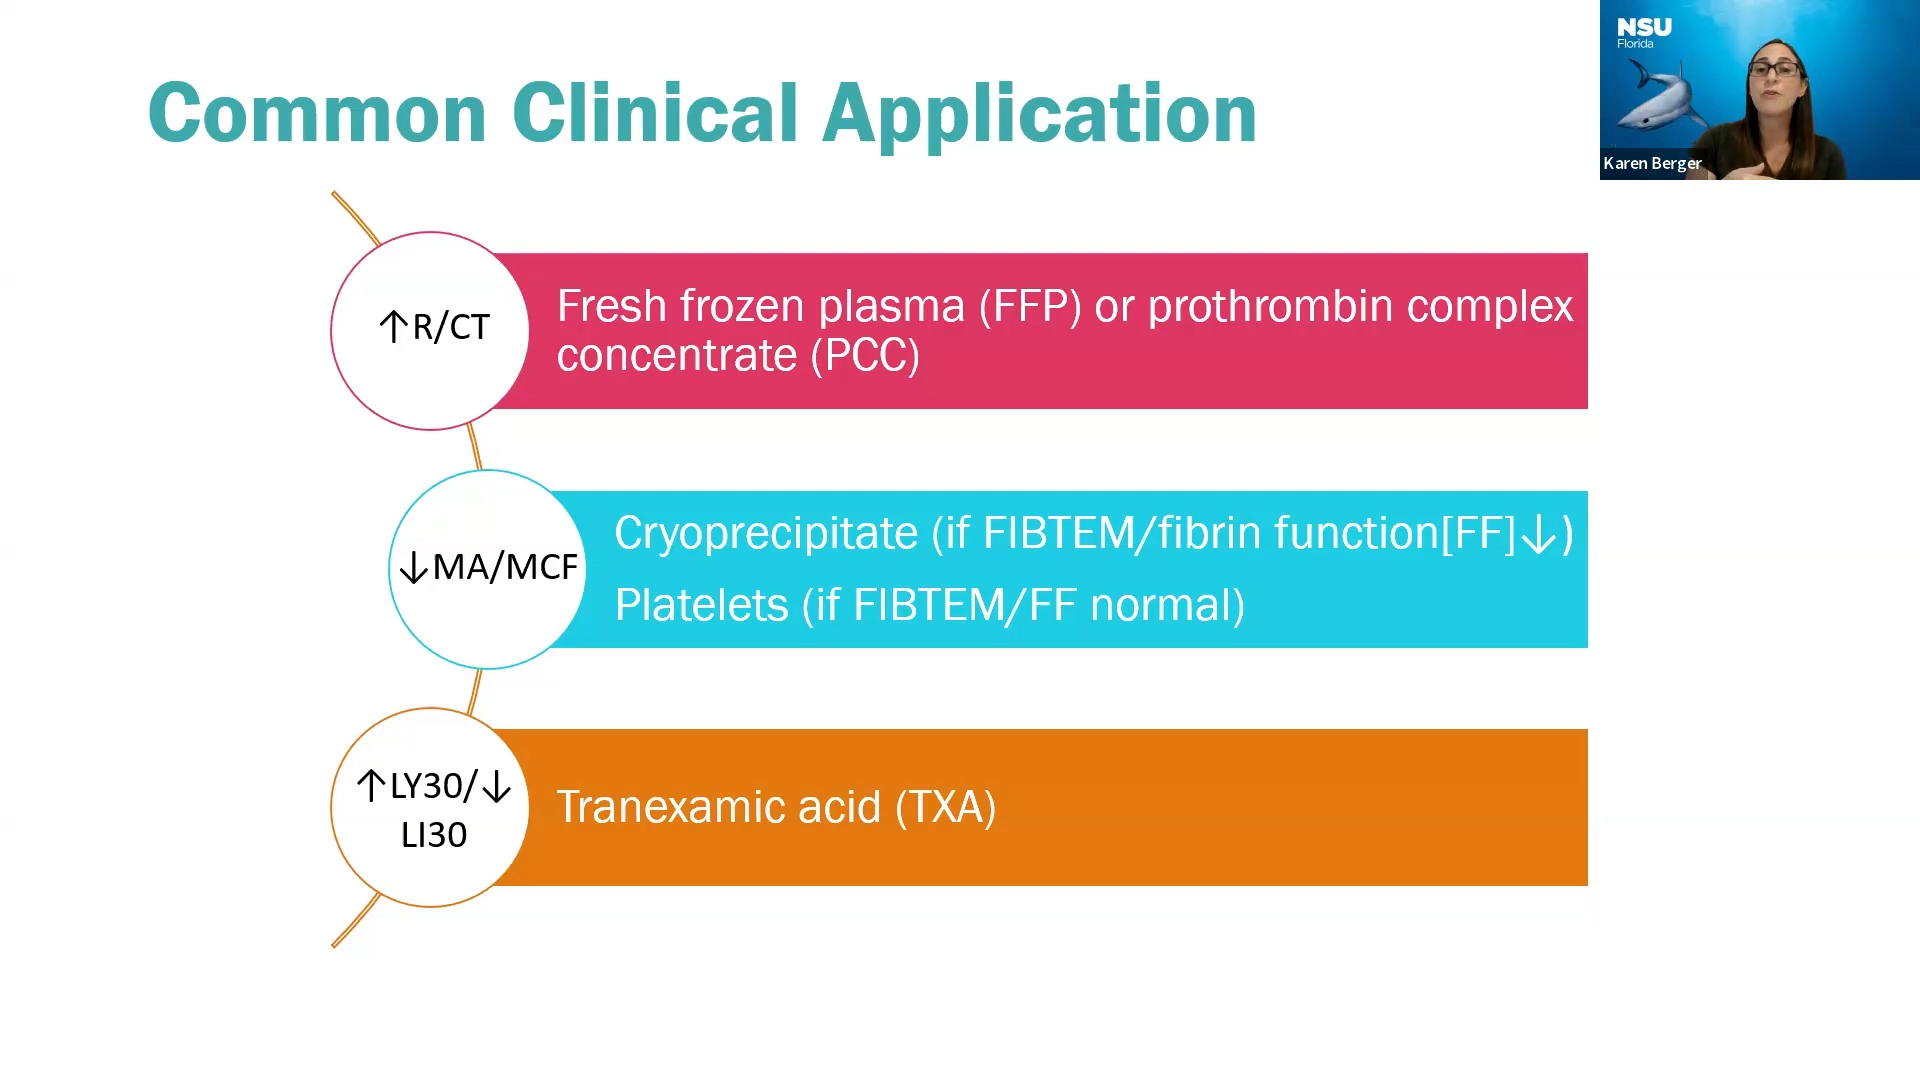 Common Clinical Application
↑R/CT
Fresh frozen plasma (FFP) or prothrombin complex
concentrate (PCC)
↓MA/MCF
Cryoprecipitate (if FIBTEM/fibrin function[FF]↓)
Platelets (if FIBTEM/FF normal)
↑LY30/↓
LI30
Tranexamic acid (TXA)
NSU
Florida
Karen Berger